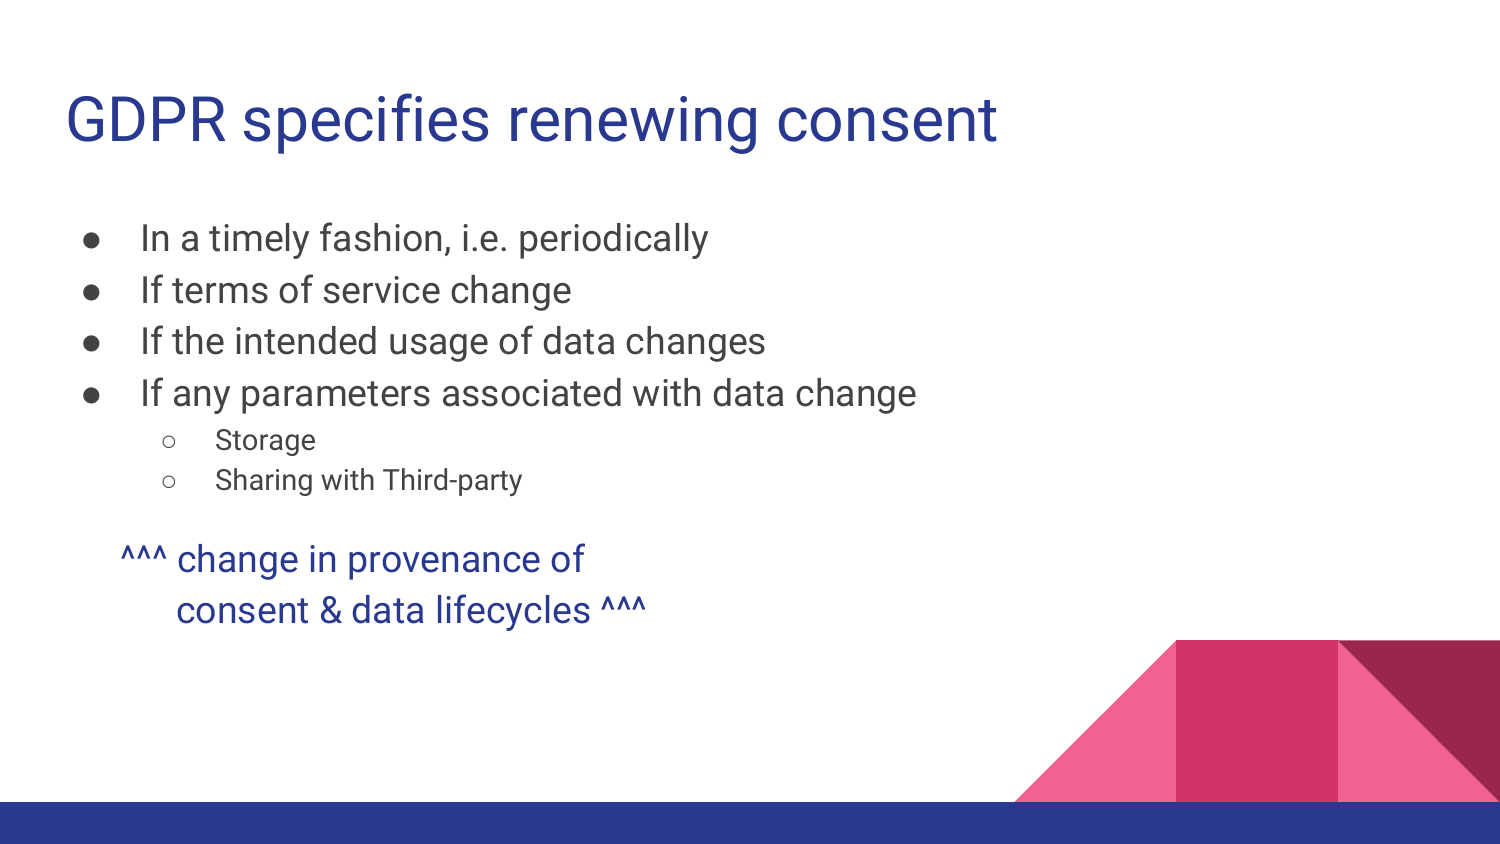 GDPR specifies renewing consent
● In a timely fashion, i.e. periodically
● If terms of service change
● If the intended usage of data changes
● If any parameters associated with data change
○ Storage
○ Sharing with Third-party
^^^ change in provenance of
consent & data lifecycles ^^^